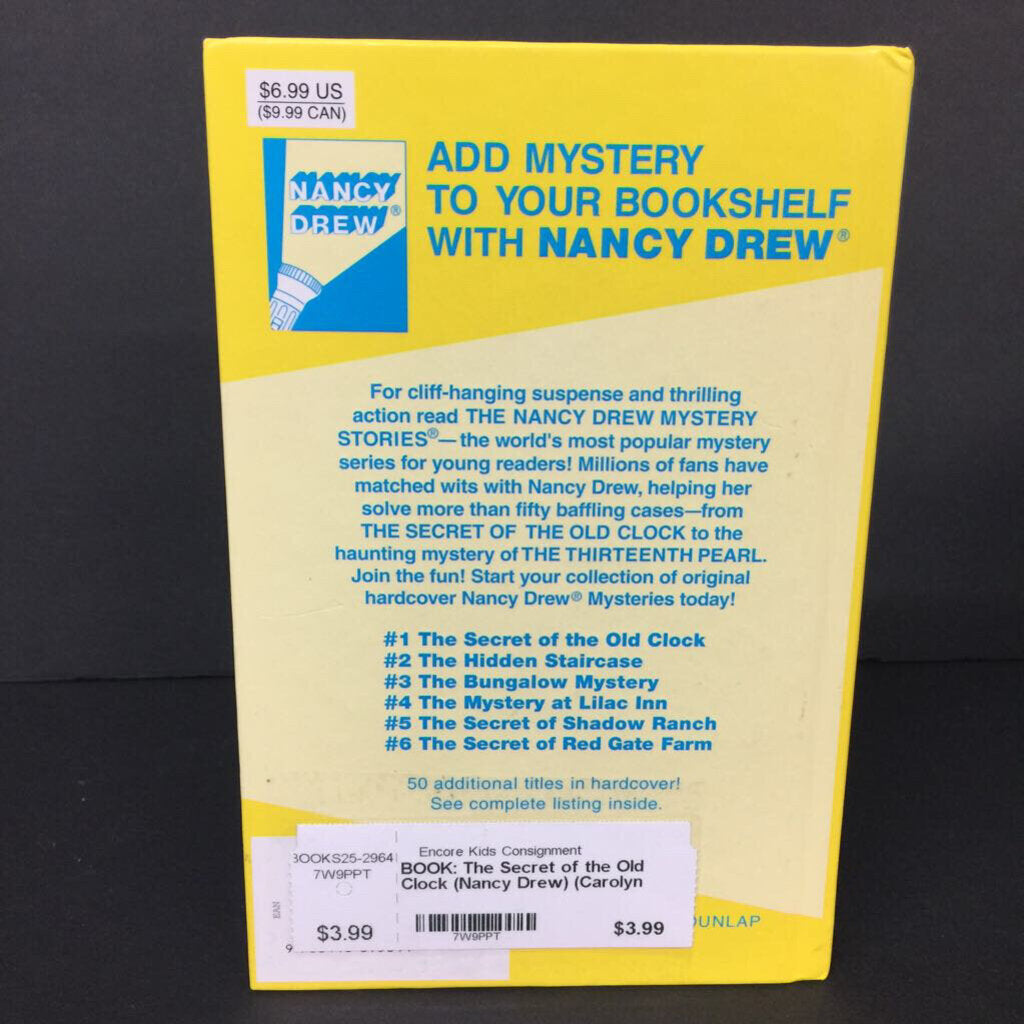 $6.99 US
($9.99 CAN)
NANCY
DREW®
ADD MYSTERY
TO YOUR BOOKSHELF
WITH NANCY DREW®
For cliff-hanging suspense and thrilling
action read THE NANCY DREW MYSTERY
STORIES®—the world's most popular mystery
series for young readers! Millions of fans have
matched wits with Nancy Drew, helping her
solve more than fifty baffling cases—from
THE SECRET OF THE OLD CLOCK to the
haunting mystery of THE THIRTEENTH PEARL.
Join the fun! Start your collection of original
hardcover Nancy Drew® Mysteries today!
#1 The Secret of the Old Clock
#2 The Hidden Staircase
#3 The Bungalow Mystery
#4 The Mystery at Lilac Inn
#5 The Secret of Shadow Ranch
#6 The Secret of Red Gate Farm
50 additional titles in hardcover!
See complete listing inside.
BOOKS25-2964
7W9PPT
$3.99
Encore Kids Consignment
BOOK: The Secret of the Old
Clock (Nancy Drew) (Carolyn
7W9PPT
$3.99
EAN
DUNLAP